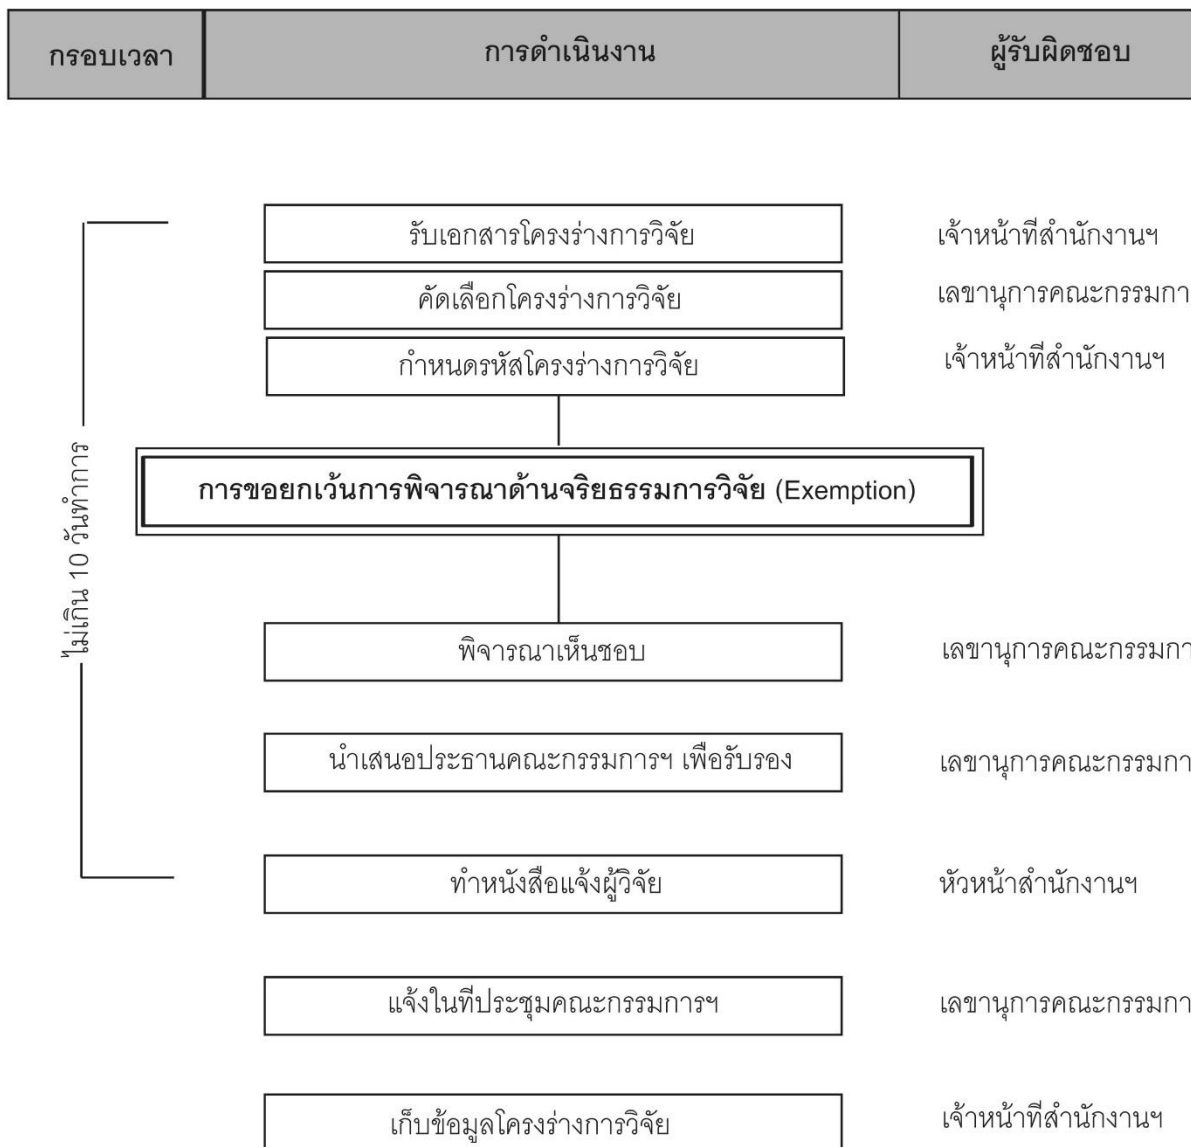 กรอบเวลา การดำเนินงาน ผู้รับผิดชอบ
รับเอกสารโครงร่างการวิจัย เจ้าหน้าที่สำนักงานฯ
คัดเลือกโครงร่างการวิจัย เลขานุการคณะกรรมกา
กำหนดรหัสโครงร่างการวิจัย เจ้าหน้าที่สำนักงานฯ
ไม่เกิน 10 วันทำการ
การขอยกเว้นการพิจารณาด้านจริยธรรมการวิจัย (Exemption)
พิจารณาเห็นชอบ เลขานุการคณะกรรมกา
นำเสนอประธานคณะกรรมการฯ เพื่อรับรอง เลขานุการคณะกรรมกา
ทำหนังสือแจ้งผู้วิจัย หัวหน้าสำนักงานฯ
แจ้งในที่ประชุมคณะกรรมการฯ เลขานุการคณะกรรมกา
เก็บข้อมูลโครงร่างการวิจัย เจ้าหน้าที่สำนักงานฯ